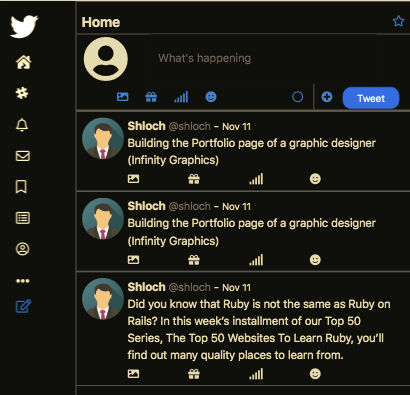 Home
What's happening
Tweet
Shloch @shloch - Nov 11
Building the Portfolio page of a graphic designer
(Infinity Graphics)
Shloch @shloch - Nov 11
Building the Portfolio page of a graphic designer
(Infinity Graphics)
Shloch @shloch - Nov 11
Did you know that Ruby is not the same as Ruby on
Rails? In this week's installment of our Top 50
Series, The Top 50 Websites To Learn Ruby, you'll
find out many quality places to learn from.